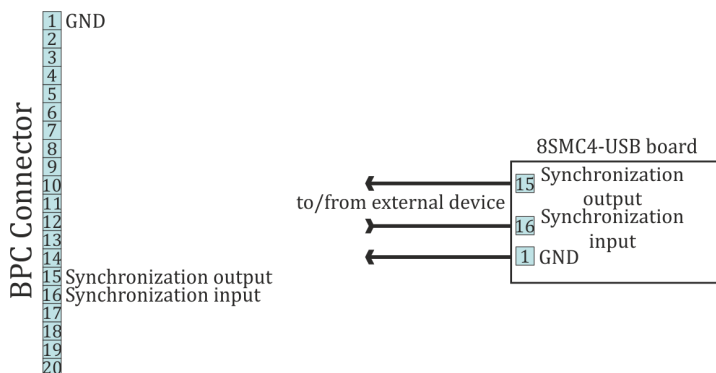 BPC Connector
1 GND
2
3
4
5
6
7
8
9
10
11
12
13
14
15 Synchronization output
16 Synchronization input
17
18
19
20
to/from external device
8SMC4-USB board
15 Synchronization
output
16 Synchronization
input
1 GND